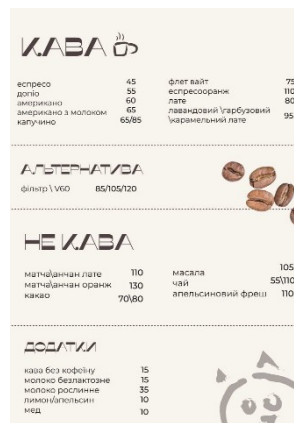 КАВА
еспресо 45
допіо 55
американо 60
американо з молоком 65
капучино 65/85
флет вайт 75
еспресооранж 110
лате 80
лавандовий \гарбузовий
\карамельний лате 95
АЛЬТЕРНАТИВА
фільтр \ V60 85/105/120
НЕ КАВА
матча\анчан лате 110
матча\анчан оранж 130
какао 70\80
масала 105
чай 55\110
апельсиновий фреш 110
ДОДАТКИ
кава без кофеїну 15
молоко безлактозне 15
молоко рослинне 35
лимон/апельсин 10
мед 10